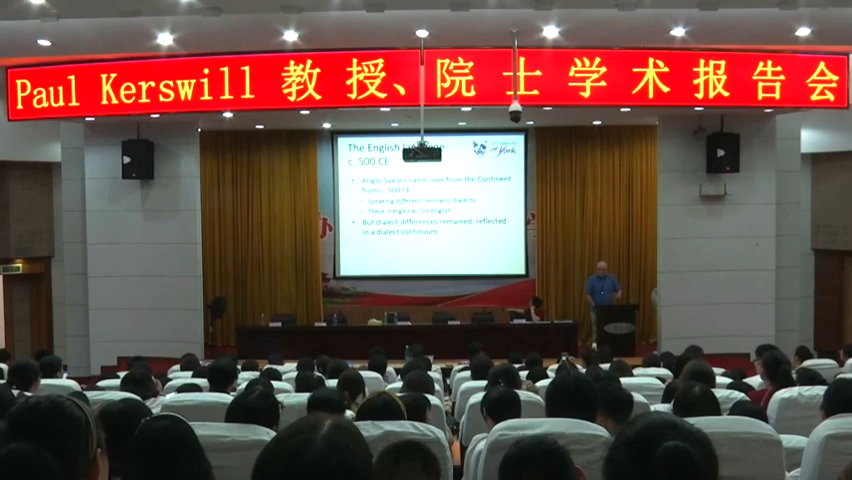 Paul Kerswill 教授、院士学术报告会
The English Language
c. 500 CE
• Anglo-Saxons came over from the Continent
from c. 500 CE
– Speaking different Germanic dialects
– These merged as Old English
• But dialect differences remained, reflected
in a dialect continuum